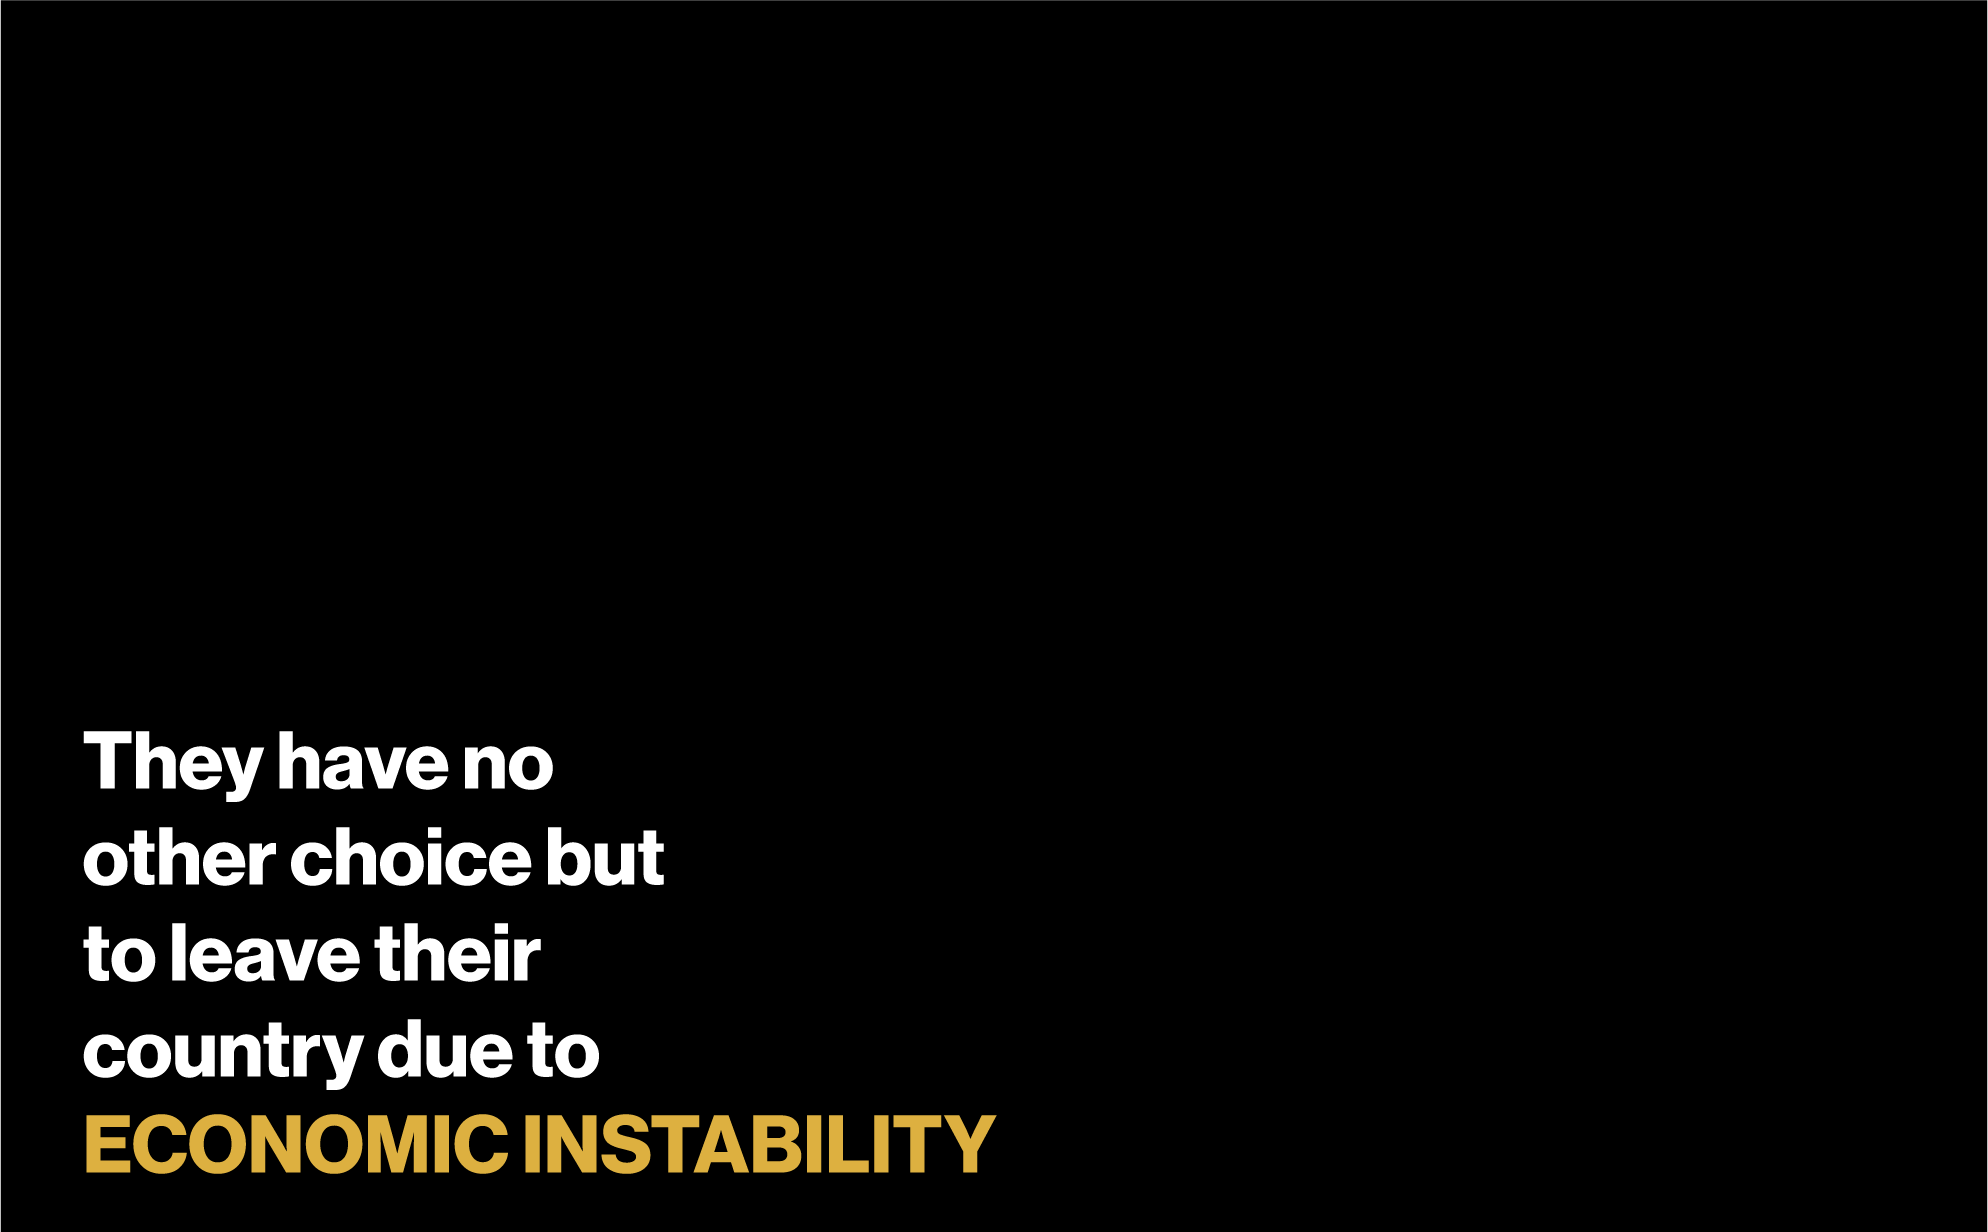 They have no
other choice but
to leave their
country due to
ECONOMIC INSTABILITY